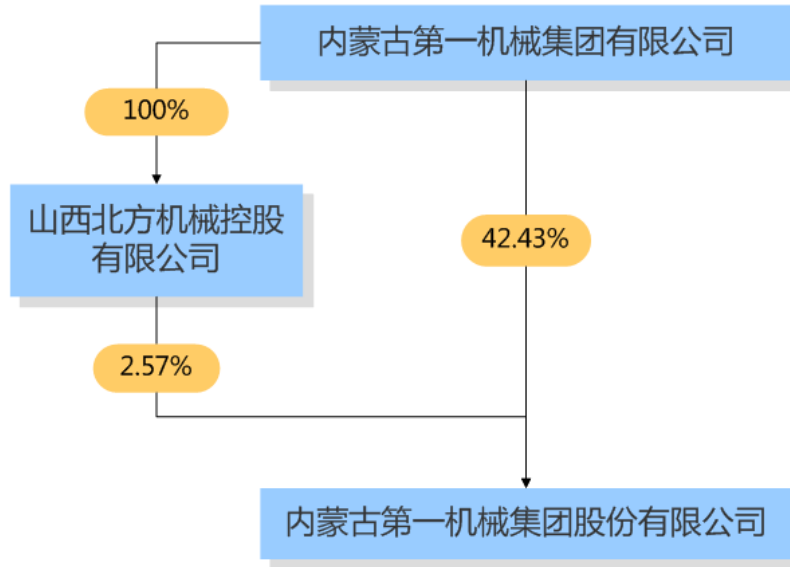 内蒙古第一机械集团有限公司
100%
山西北方机械控股
有限公司
42.43%
2.57%
内蒙古第一机械集团股份有限公司